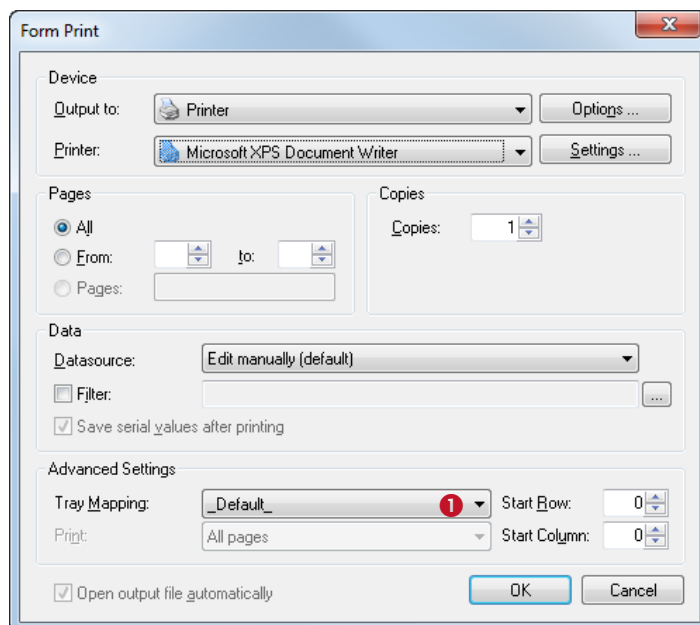 Form Print
Device
Output to: Printer Options ...
Printer: Microsoft XPS Document Writer Settings ...
Pages Copies
All Copies: 1
From: to:
Pages:
Data
Datasource: Edit manually (default)
Filter: ...
Save serial values after printing
Advanced Settings
Tray Mapping: _Default_ 1 Start Row: 0
Print: All pages Start Column: 0
Open output file automatically OK Cancel